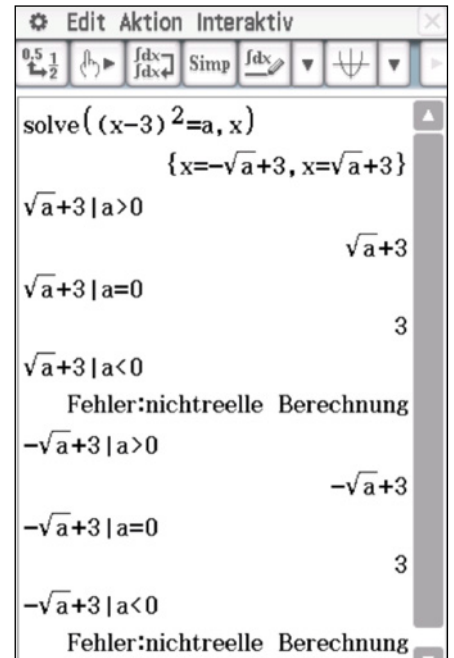 Edit Aktion Interaktiv
0.5 1/2 ∫dx ∫dx Simp ∫dx
solve((x-3)^2=a,x)
{x=-√a+3,x=√a+3}
√a+3|a>0
√a+3
√a+3|a=0
3
√a+3|a<0
Fehler:nichtreelle Berechnung
-√a+3|a>0
-√a+3
-√a+3|a=0
3
-√a+3|a<0
Fehler:nichtreelle Berechnung